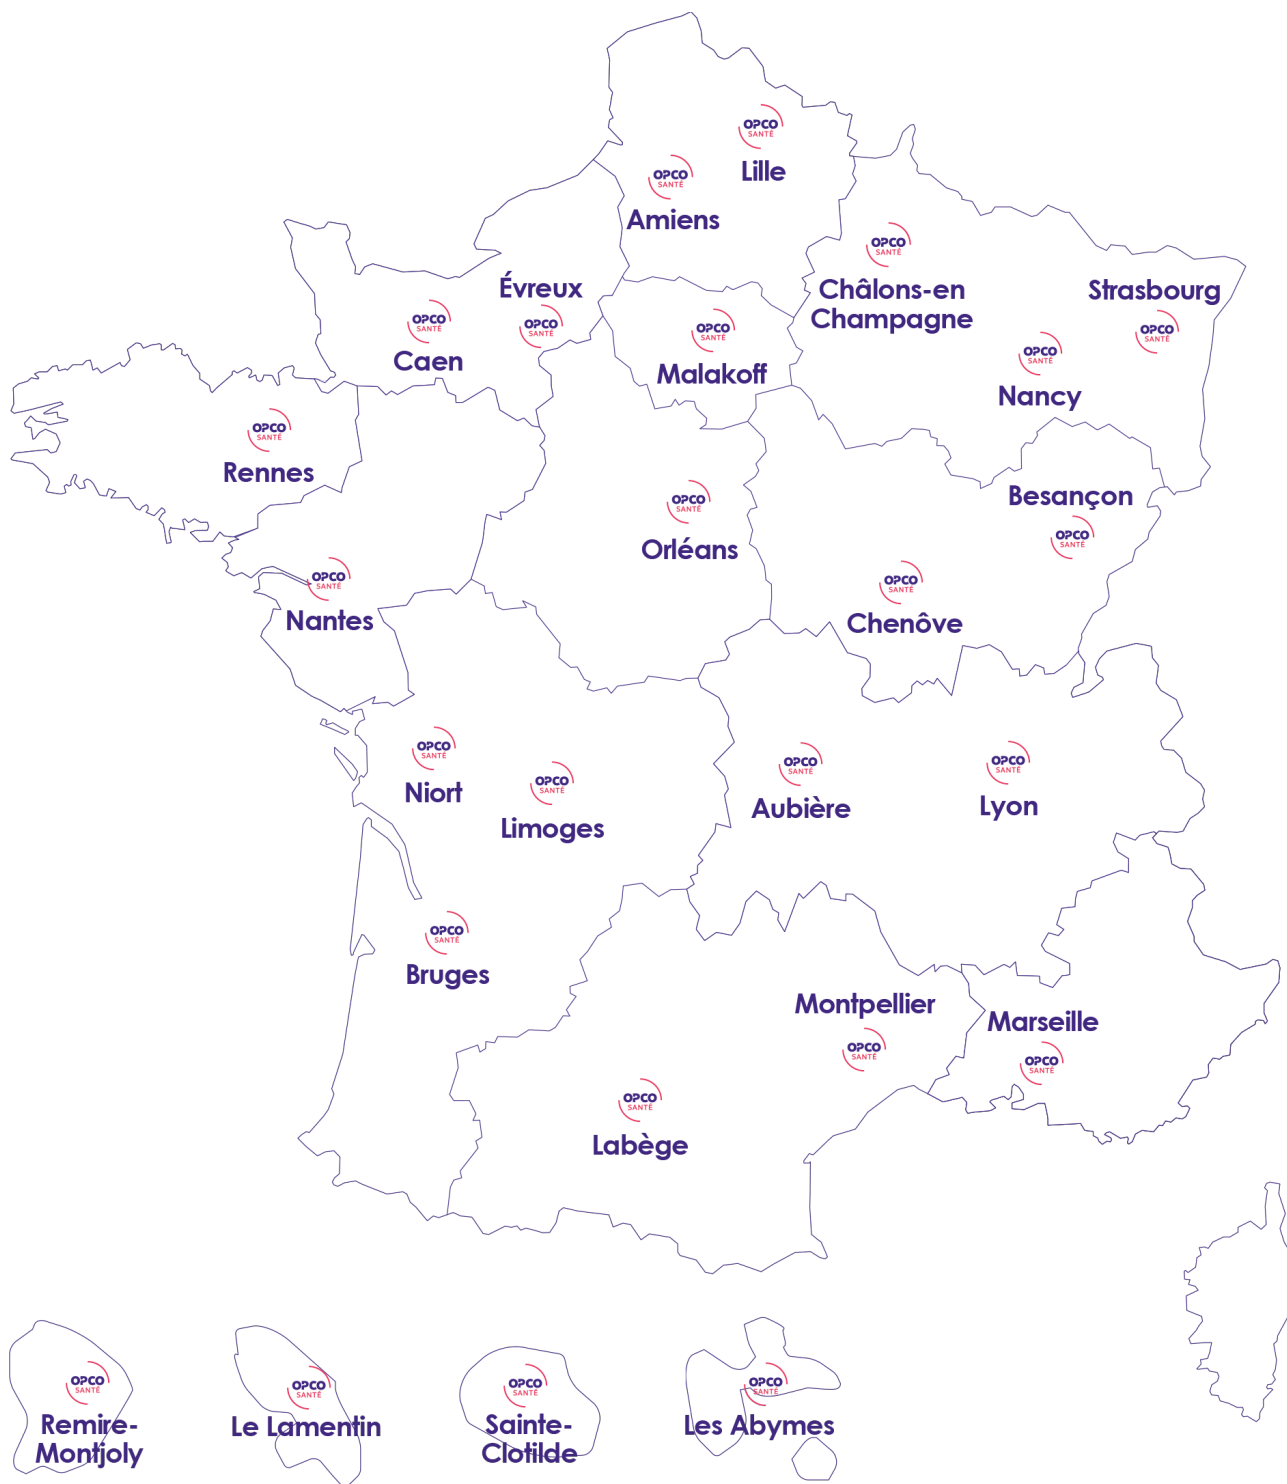 OPCO
SANTÉ
Lille
OPCO
SANTÉ
Amiens
OPCO
SANTÉ
Châlons-en
Champagne
Évreux
OPCO
SANTÉ
Strasbourg
OPCO
SANTÉ
OPCO
SANTÉ
Caen
OPCO
SANTÉ
Malakoff
OPCO
SANTÉ
Nancy
OPCO
SANTÉ
Rennes
OPCO
SANTÉ
Orléans
Besançon
OPCO
SANTÉ
OPCO
SANTÉ
Nantes
OPCO
SANTÉ
Chenôve
OPCO
SANTÉ
Niort
OPCO
SANTÉ
Limoges
OPCO
SANTÉ
Aubière
OPCO
SANTÉ
Lyon
OPCO
SANTÉ
Bruges
Montpellier
OPCO
SANTÉ
Marseille
OPCO
SANTÉ
OPCO
SANTÉ
Labège
OPCO
SANTÉ
Remire-
Montjoly
OPCO
SANTÉ
Le Lamentin
OPCO
SANTÉ
Sainte-
Clotilde
OPCO
SANTÉ
Les Abymes